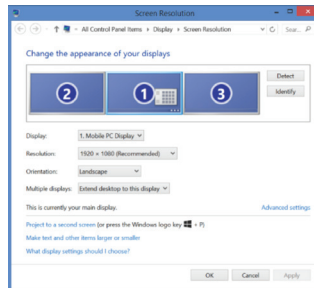 Screen Resolution
All Control Panel Items ▸ Display ▸ Screen Resolution
Sear...
Change the appearance of your displays
2
1
3
Detect
Identify
Display: 1. Mobile PC Display
Resolution: 1920 × 1080 (Recommended)
Orientation: Landscape
Multiple displays: Extend desktop to this display
This is currently your main display.
Advanced settings
Project to a second screen (or press the Windows logo key + P)
Make text and other items larger or smaller
What display settings should I choose?
OK Cancel Apply